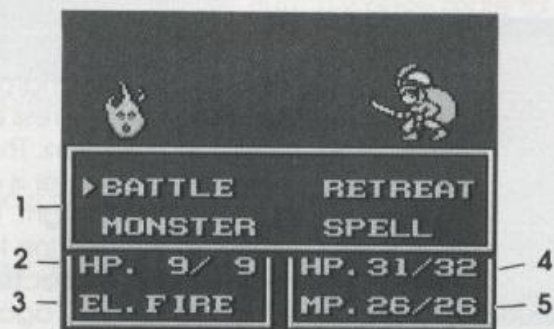 ▶BATTLE RETREAT
MONSTER SPELL
HP. 9/ 9 HP.31/32
EL.FIRE MP.26/26
1
2
3
4
5